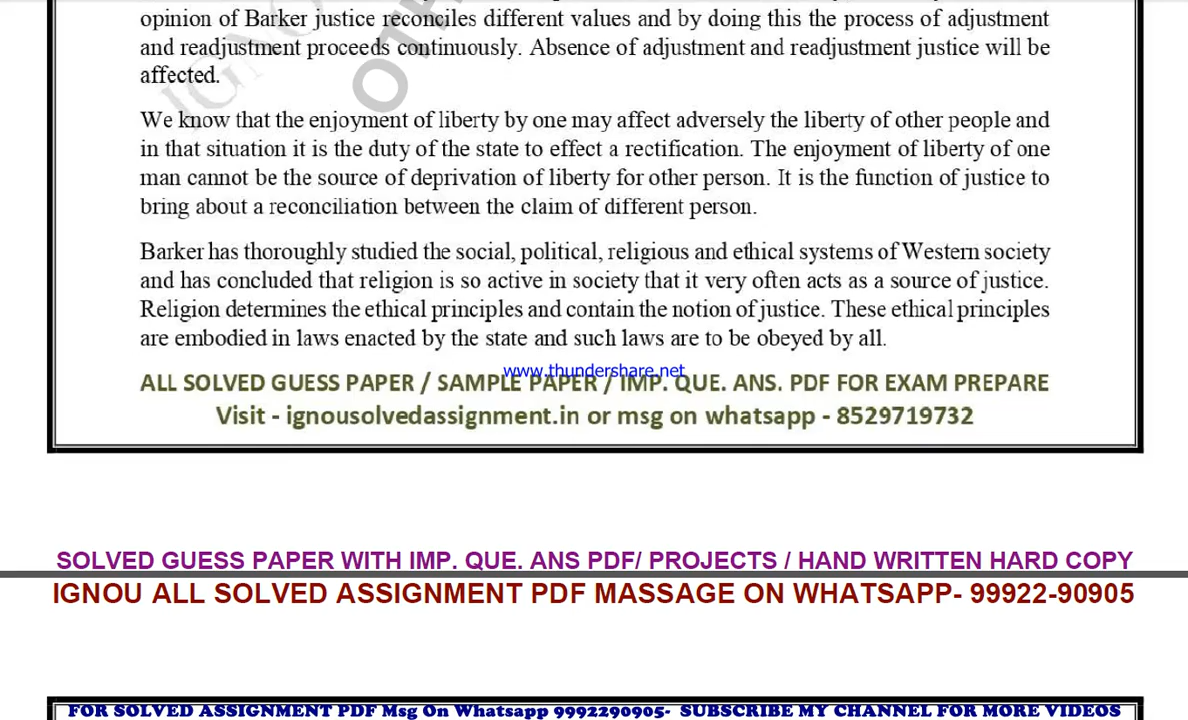 opinion of Barker justice reconciles different values and by doing this the process of adjustment
and readjustment proceeds continuously. Absence of adjustment and readjustment justice will be
affected.
We know that the enjoyment of liberty by one may affect adversely the liberty of other people and
in that situation it is the duty of the state to effect a rectification. The enjoyment of liberty of one
man cannot be the source of deprivation of liberty for other person. It is the function of justice to
bring about a reconciliation between the claim of different person.
Barker has thoroughly studied the social, political, religious and ethical systems of Western society
and has concluded that religion is so active in society that it very often acts as a source of justice.
Religion determines the ethical principles and contain the notion of justice. These ethical principles
are embodied in laws enacted by the state and such laws are to be obeyed by all.
www.thundershare.net
ALL SOLVED GUESS PAPER / SAMPLE PAPER / IMP. QUE. ANS. PDF FOR EXAM PREPARE
Visit - ignousolvedassignment.in or msg on whatsapp - 8529719732
SOLVED GUESS PAPER WITH IMP. QUE. ANS PDF/ PROJECTS / HAND WRITTEN HARD COPY
IGNOU ALL SOLVED ASSIGNMENT PDF MASSAGE ON WHATSAPP- 99922-90905
FOR SOLVED ASSIGNMENT PDF Msg On Whatsapp 9992290905- SUBSCRIBE MY CHANNEL FOR MORE VIDEOS